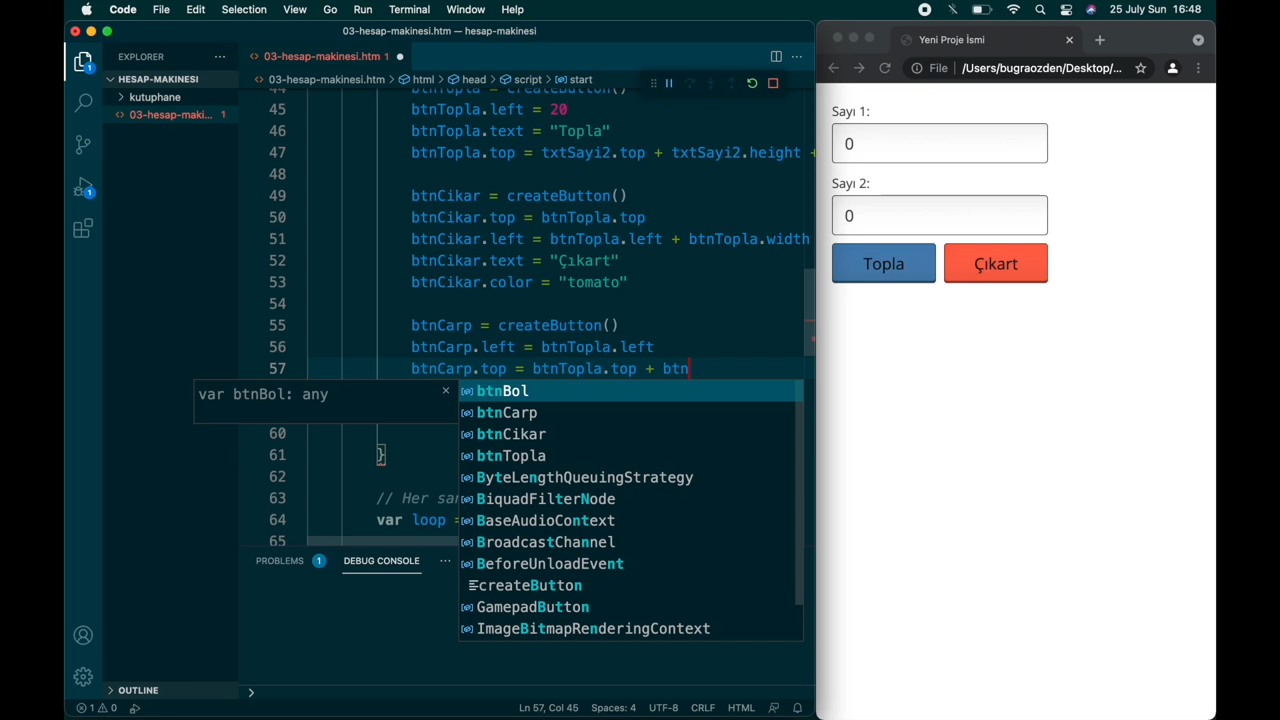 Code File Edit Selection View Go Run Terminal Window Help
25 July Sun 16:48
03-hesap-makinesi.htm — hesap-makinesi
EXPLORER
03-hesap-makinesi.htm 1
HESAP-MAKINESI
kutuphane
03-hesap-maki... 1
03-hesap-makinesi.htm > html > head > script > start
45 btnTopla.left = 20
46 btnTopla.text = "Topla"
47 btnTopla.top = txtSayi2.top + txtSayi2.height +
48
49 btnCikar = createButton()
50 btnCikar.top = btnTopla.top
51 btnCikar.left = btnTopla.left + btnTopla.width
52 btnCikar.text = "Çıkart"
53 btnCikar.color = "tomato"
54
55 btnCarp = createButton()
56 btnCarp.left = btnTopla.left
57 btnCarp.top = btnTopla.top + btn
var btnBol: any
btnBol
btnCarp
btnCikar
btnTopla
ByteLengthQueuingStrategy
BiquadFilterNode
BaseAudioContext
BroadcastChannel
BeforeUnloadEvent
createButton
GamepadButton
ImageBitmapRenderingContext
60
61 }
62
63 // Her sa
64 var loop =
65
PROBLEMS 1 DEBUG CONSOLE
OUTLINE
1 0
Ln 57, Col 45 Spaces: 4 UTF-8 CRLF HTML
1
1
Yeni Proje İsmi
File /Users/bugraozden/Desktop/...
Sayı 1:
0
Sayı 2:
0
Topla Çıkart